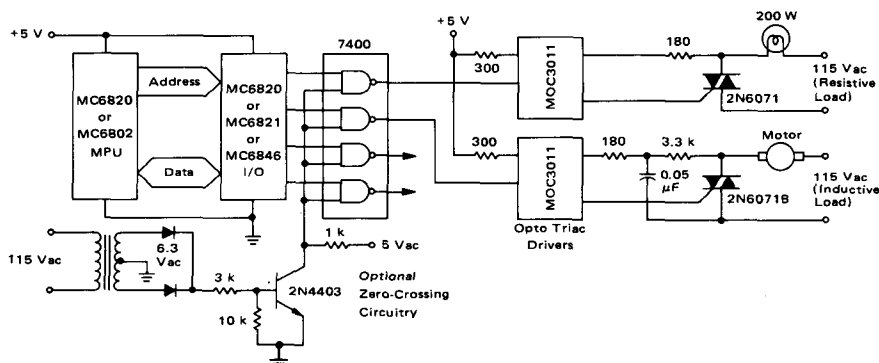 +5 V
MC6820
or
MC6802
MPU
Address
Data
MC6820
or
MC6821
or
MC6846
I/O
7400
+5 V
300
MOC3011
180
200 W
2N6071
115 Vac
(Resistive
Load)
300
MOC3011
Opto Triac
Drivers
180
3.3 k
0.05
μF
Motor
2N6071B
115 Vac
(Inductive
Load)
115 Vac
6.3
Vac
3 k
10 k
1 k
5 Vac
2N4403
Optional
Zero-Crossing
Circuitry